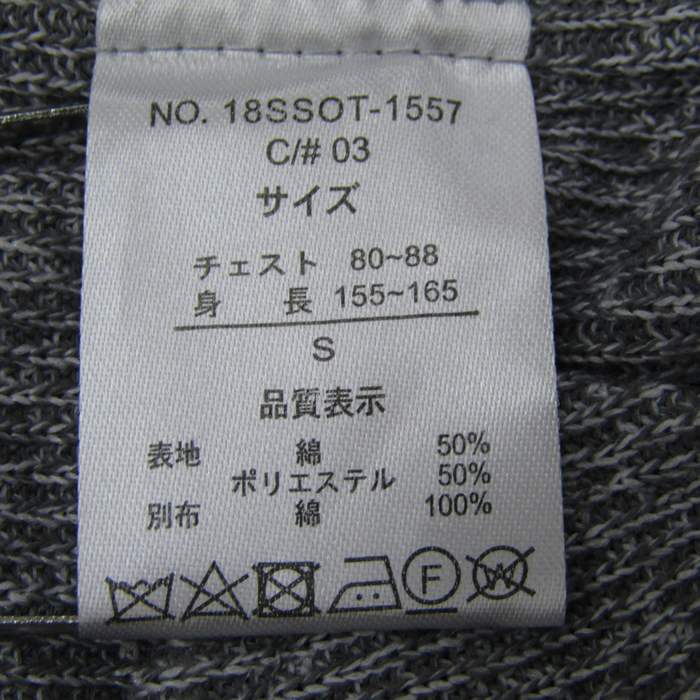 NO. 18SSOT-1557
C/# 03
サイズ
チェスト 80~88
身 長 155~165
S
品質表示
表地 綿 50%
ポリエステル 50%
別布 綿 100%
F W